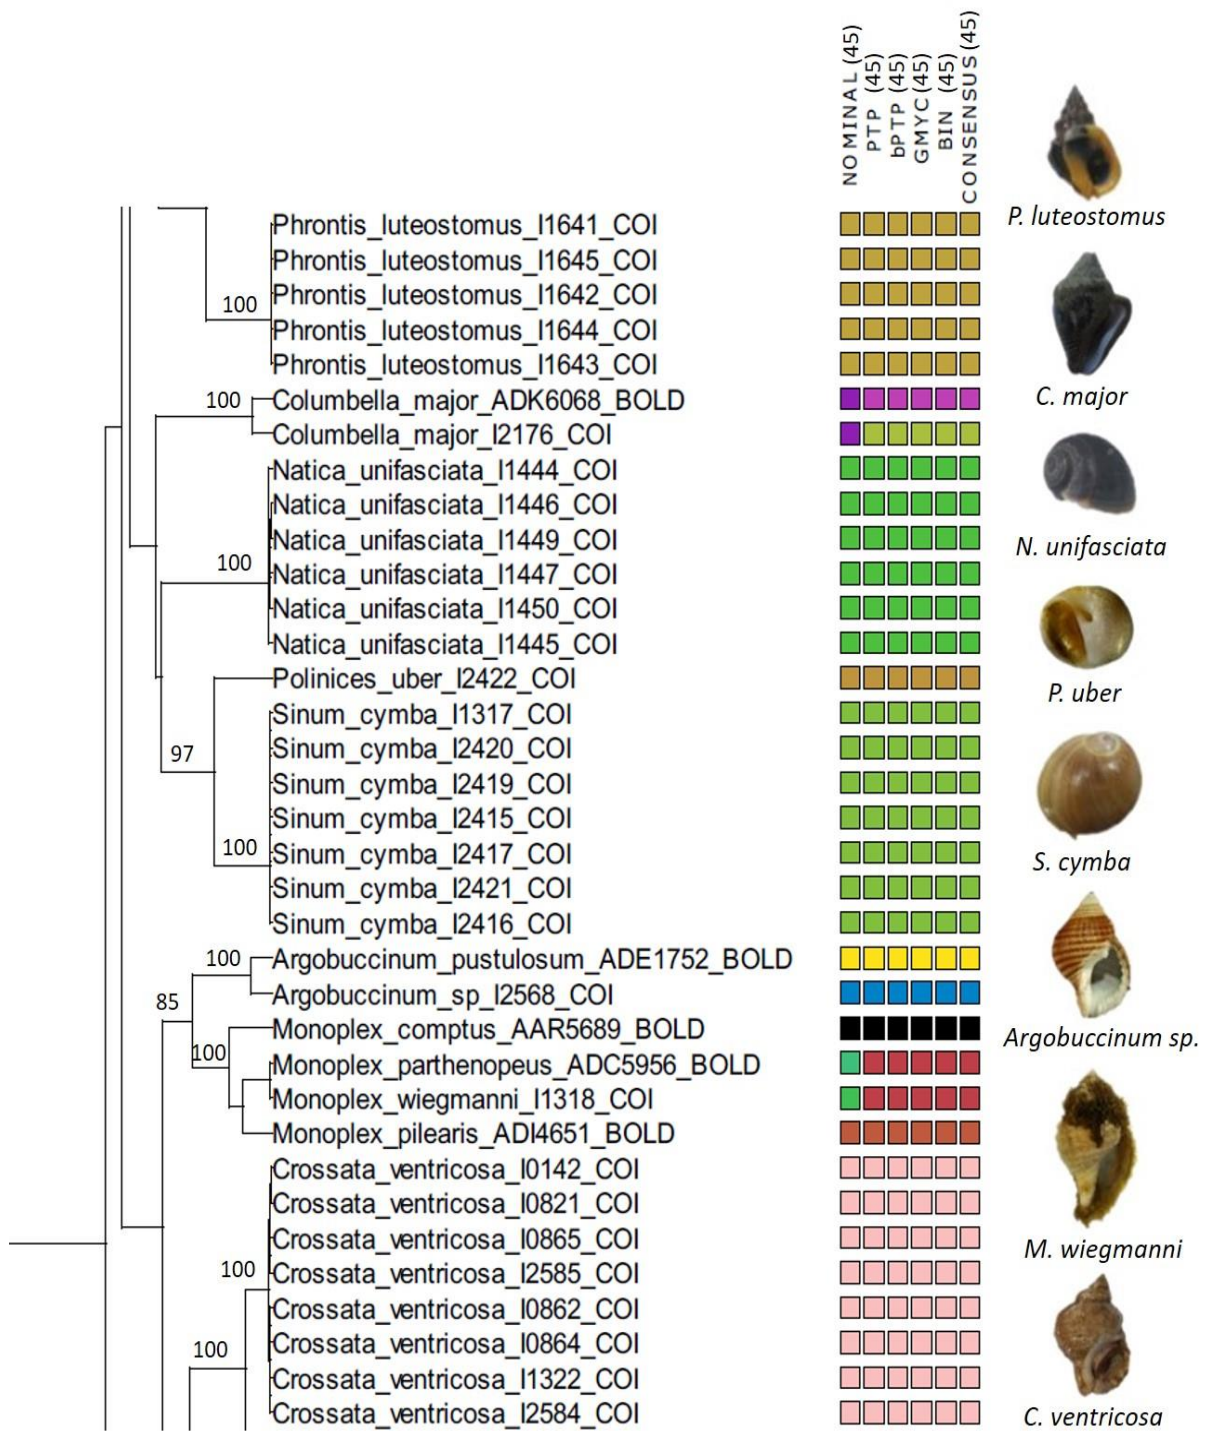 NOMINAL (45)
PTP (45)
bPTP (45)
GMYC (45)
BIN (45)
CONSENSUS (45)
P. luteostomus
Phrontis_luteostomus_I1641_COI
Phrontis_luteostomus_I1645_COI
Phrontis_luteostomus_I1642_COI
100
Phrontis_luteostomus_I1644_COI
Phrontis_luteostomus_I1643_COI
C. major
100
Columbella_major_ADK6068_BOLD
Columbella_major_I2176_COI
Natica_unifasciata_I1444_COI
Natica_unifasciata_I1446_COI
Natica_unifasciata_I1449_COI
N. unifasciata
100
Natica_unifasciata_I1447_COI
Natica_unifasciata_I1450_COI
Natica_unifasciata_I1445_COI
Polinices_uber_I2422_COI
P. uber
Sinum_cymba_I1317_COI
97
Sinum_cymba_I2420_COI
Sinum_cymba_I2419_COI
Sinum_cymba_I2415_COI
100
Sinum_cymba_I2417_COI
S. cymba
Sinum_cymba_I2421_COI
Sinum_cymba_I2416_COI
100
Argobuccinum_pustulosum_ADE1752_BOLD
Argobuccinum_sp_I2568_COI
85
Monoplex_comptus_AAR5689_BOLD
Argobuccinum sp.
100
Monoplex_parthenopeus_ADC5956_BOLD
Monoplex_wiegmanni_I1318_COI
Monoplex_pilearis_ADI4651_BOLD
Crossata_ventricosa_I0142_COI
Crossata_ventricosa_I0821_COI
Crossata_ventricosa_I0865_COI
M. wiegmanni
100
Crossata_ventricosa_I2585_COI
Crossata_ventricosa_I0862_COI
Crossata_ventricosa_I0864_COI
100
Crossata_ventricosa_I1322_COI
Crossata_ventricosa_I2584_COI
C. ventricosa